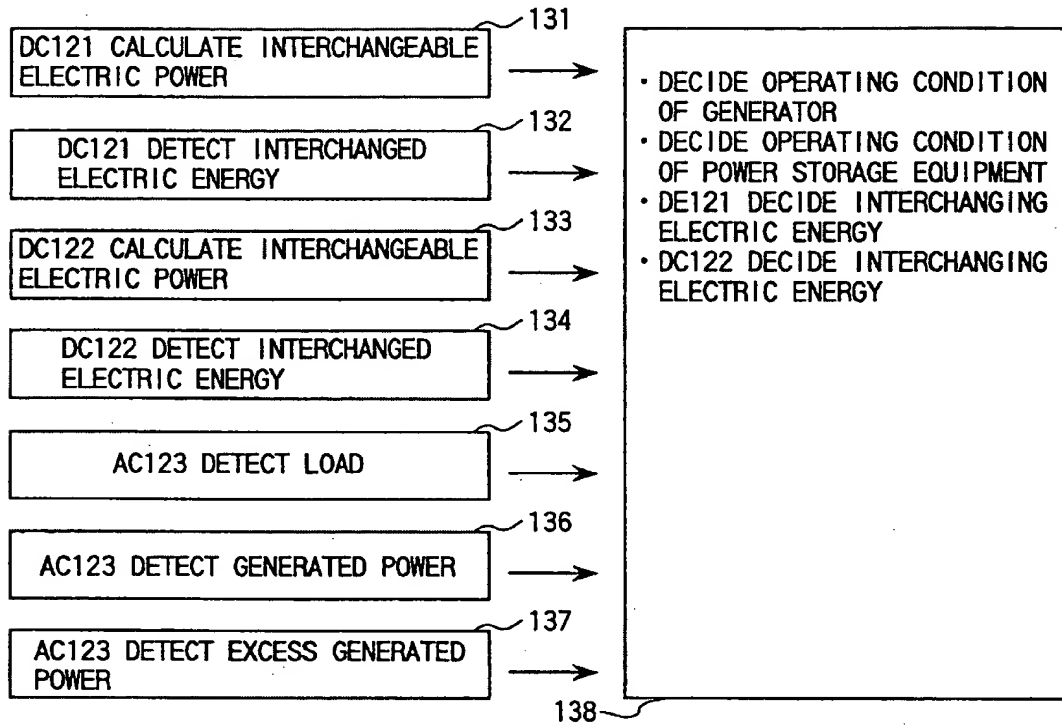 131
DC121 CALCULATE INTERCHANGEABLE
ELECTRIC POWER
132
DC121 DETECT INTERCHANGED
ELECTRIC ENERGY
133
DC122 CALCULATE INTERCHANGEABLE
ELECTRIC POWER
134
DC122 DETECT INTERCHANGED
ELECTRIC ENERGY
135
AC123 DETECT LOAD
136
AC123 DETECT GENERATED POWER
137
AC123 DETECT EXCESS GENERATED
POWER
・DECIDE OPERATING CONDITION
OF GENERATOR
・DECIDE OPERATING CONDITION
OF POWER STORAGE EQUIPMENT
・DE121 DECIDE INTERCHANGING
ELECTRIC ENERGY
・DC122 DECIDE INTERCHANGING
ELECTRIC ENERGY
138